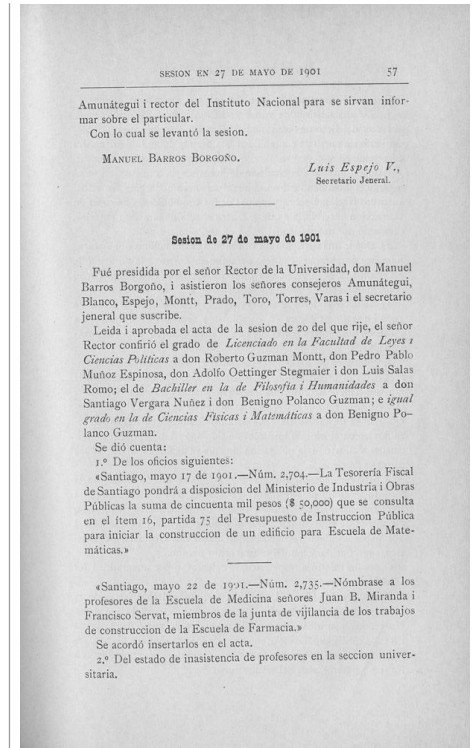 SESION EN 27 DE MAYO DE 1901 57
Amunátegui i rector del Instituto Nacional para se sirvan infor-
mar sobre el particular.
Con lo cual se levantó la sesion.
MANUEL BARROS BORGOÑO.
Luis Espejo V.,
Secretario Jeneral.
Sesion de 27 de mayo de 1901
Fué presidida por el señor Rector de la Universidad, don Manuel
Barros Borgoño, i asistieron los señores consejeros Amunátegui,
Blanco, Espejo, Montt, Prado, Toro, Torres, Varas i el secretario
jeneral que suscribe.
Leida i aprobada el acta de la sesion de 20 del que rije, el señor
Rector confirió el grado de Licenciado en la Facultad de Leyes i
Ciencias Políticas a don Roberto Guzman Montt, don Pedro Pablo
Muñoz Espinosa, don Adolfo Oettinger Stegmaier i don Luis Salas
Romo; el de Bachiller en la de Filosofía i Humanidades a don
Santiago Vergara Nuñez i don Benigno Polanco Guzman; e igual
grado en la de Ciencias Físicas i Matemáticas a don Benigno Po-
lanco Guzman.
Se dió cuenta:
1.º De los oficios siguientes:
«Santiago, mayo 17 de 1901.—Núm. 2,704.—La Tesorería Fiscal
de Santiago pondrá a disposicion del Ministerio de Industria i Obras
Públicas la suma de cincuenta mil pesos ($ 50,000) que se consulta
en el ítem 16, partida 75 del Presupuesto de Instruccion Pública
para iniciar la construccion de un edificio para Escuela de Mate-
máticas.»
«Santiago, mayo 22 de 1901.—Núm. 2,735.—Nómbrase a los
profesores de la Escuela de Medicina señores Juan B. Miranda i
Francisco Servat, miembros de la junta de vijilancia de los trabajos
de construccion de la Escuela de Farmacia.»
Se acordó insertarlos en el acta.
2.º Del estado de inasistencia de profesores en la seccion univer-
sitaria.